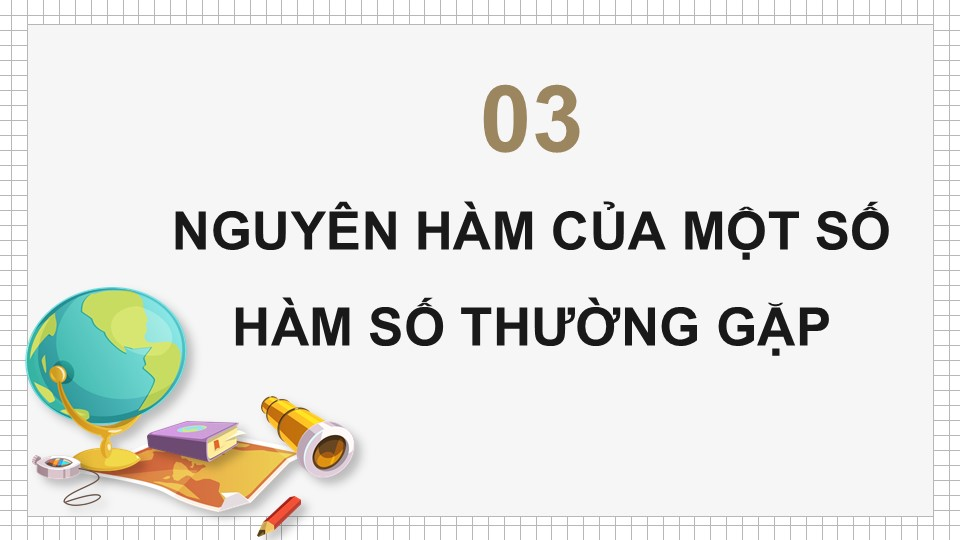 03
NGUYÊN HÀM CỦA MỘT SỐ
HÀM SỐ THƯỜNG GẶP